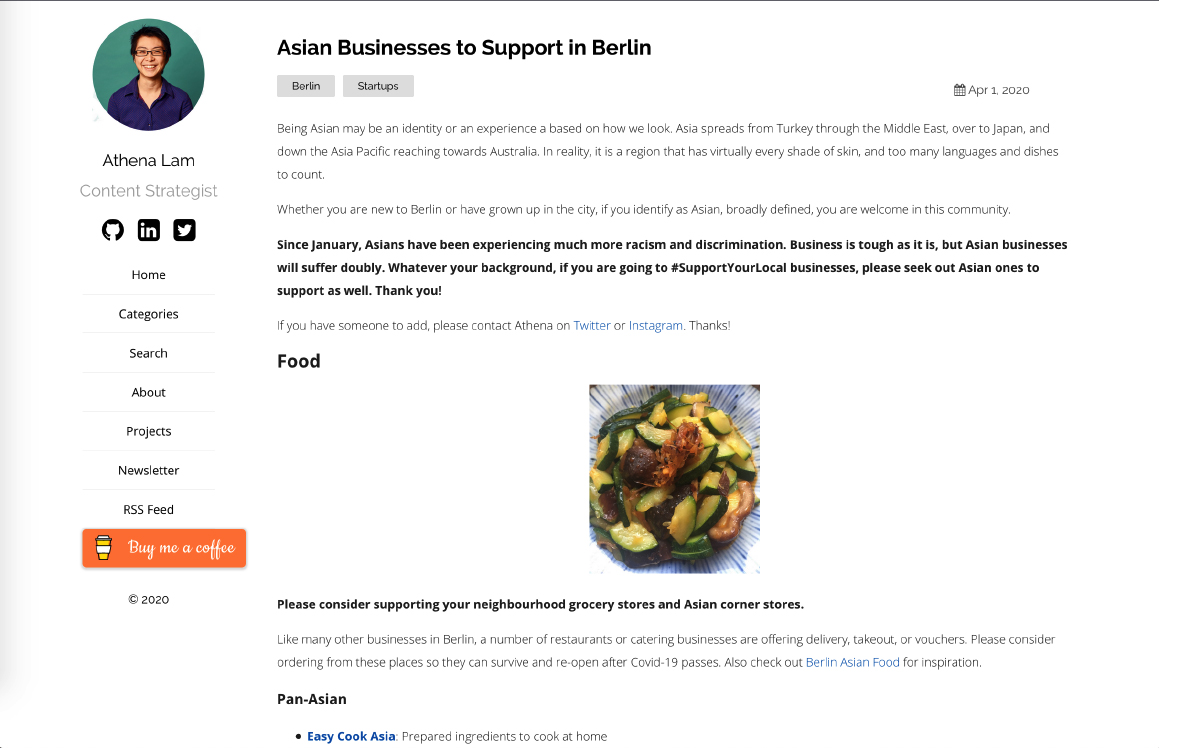 Athena Lam
Content Strategist
Home
Categories
Search
About
Projects
Newsletter
RSS Feed
Buy me a coffee
© 2020
Asian Businesses to Support in Berlin
Berlin
Startups
Apr 1, 2020
Being Asian may be an identity or an experience a based on how we look. Asia spreads from Turkey through the Middle East, over to Japan, and
down the Asia Pacific reaching towards Australia. In reality, it is a region that has virtually every shade of skin, and too many languages and dishes
to count.
Whether you are new to Berlin or have grown up in the city, if you identify as Asian, broadly defined, you are welcome in this community.
Since January, Asians have been experiencing much more racism and discrimination. Business is tough as it is, but Asian businesses
will suffer doubly. Whatever your background, if you are going to #SupportYourLocal businesses, please seek out Asian ones to
support as well. Thank you!
If you have someone to add, please contact Athena on Twitter or Instagram. Thanks!
Food
Please consider supporting your neighbourhood grocery stores and Asian corner stores.
Like many other businesses in Berlin, a number of restaurants or catering businesses are offering delivery, takeout, or vouchers. Please consider
ordering from these places so they can survive and re-open after Covid-19 passes. Also check out Berlin Asian Food for inspiration.
Pan-Asian
• Easy Cook Asia: Prepared ingredients to cook at home